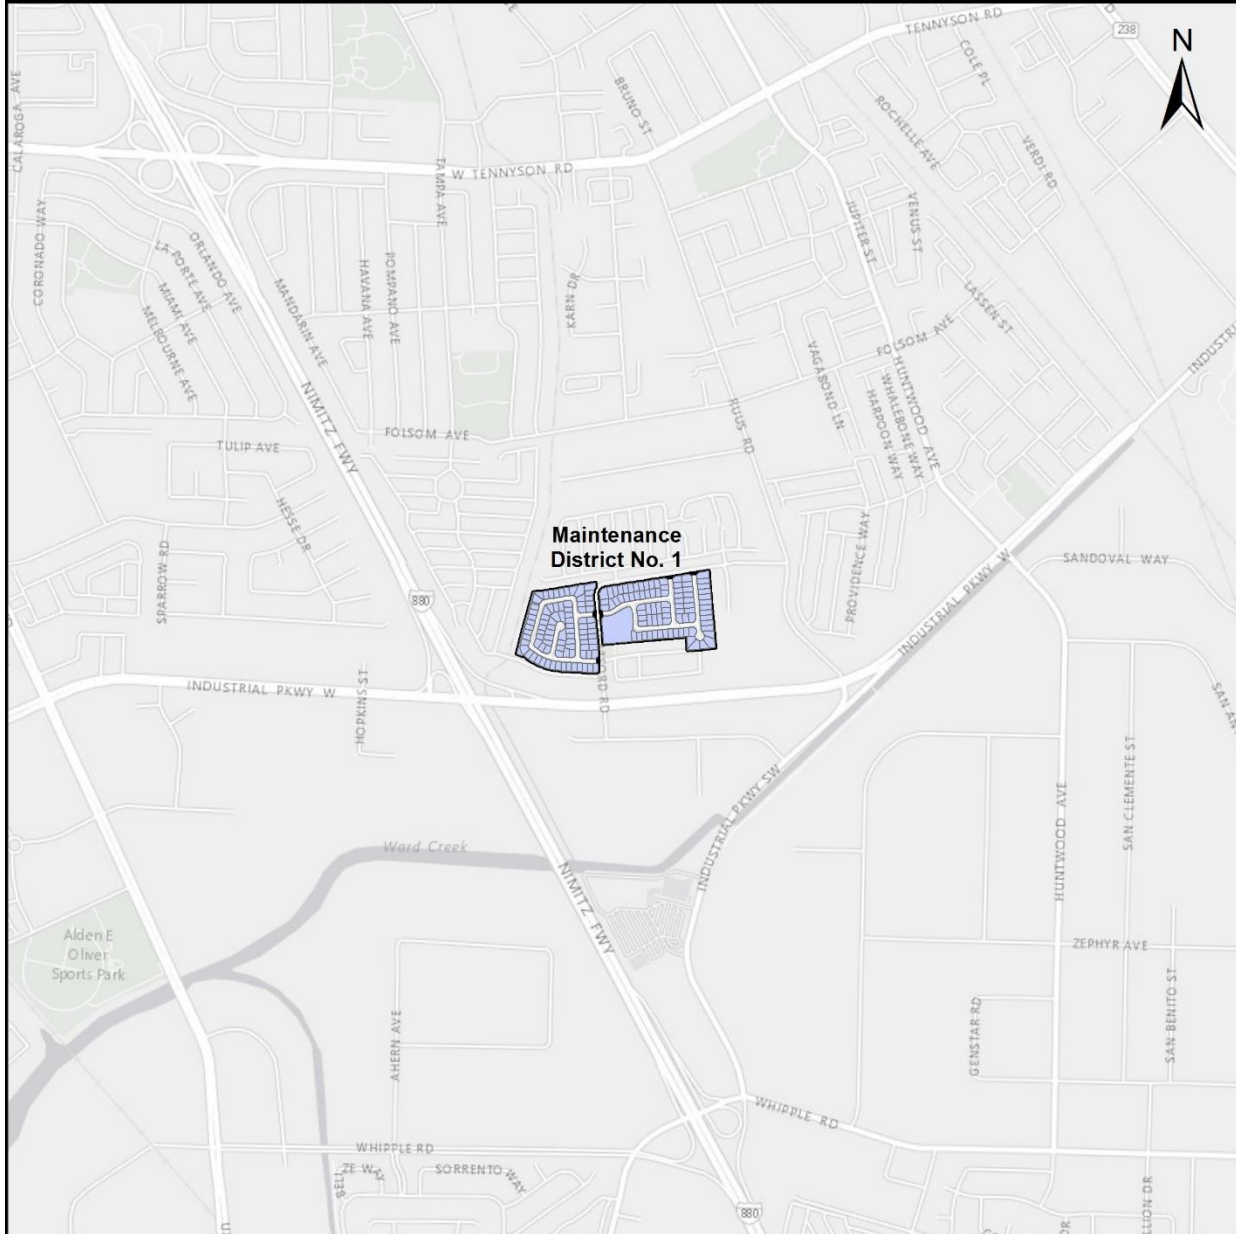 TENNYSON RD
238
N
CALAROGA AVE
BRUNO ST
COLE PL
ROCHELLE AVE
VERDI RD
W TENNYSON RD
TAMPA AVE
CORONADO WAY
ORLANDO AVE
LA PORTE AVE
MIAMI AVE
MELBOURNE AVE
MANDARIN AVE
HAVANA AVE
POMPANO AVE
KARN DR
JUPITER ST
VENUS ST
LASSEN ST
FOLSOM AVE
VAGABOND LN
HUNTWOOD AVE
WHALEBONE WAY
HARPOON WAY
RUUS RD
NIMITZ FWY
FOLSOM AVE
TULIP AVE
HESSE DR
SPARROW RD
Maintenance
District No. 1
PROVIDENCE WAY
SANDOVAL WAY
INDUSTRIAL PKWY W
880
INDUSTRIAL PKWY W
HOPKINS ST
INDUSTRIAL PKWY SW
HUNTWOOD AVE
SAN CLEMENTE ST
Ward Creek
NIMITZ FWY
Alden E
Oliver
Sports Park
ZEPHYR AVE
AHERN AVE
GENSTAR RD
SAN BENITO ST
WHIPPLE RD
WHIPPLE RD
SORRENTO WAY
880